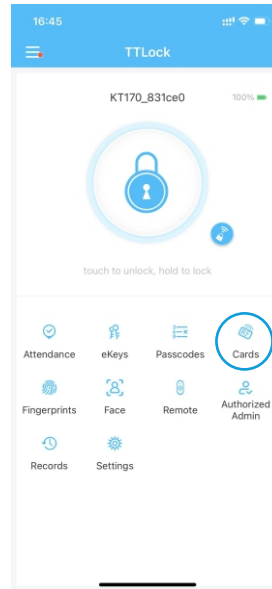 16:45
TTLock
KT170_831ce0
100%
touch to unlock, hold to lock
Attendance eKeys Passcodes Cards
Fingerprints Face Remote Authorized Admin
Records Settings